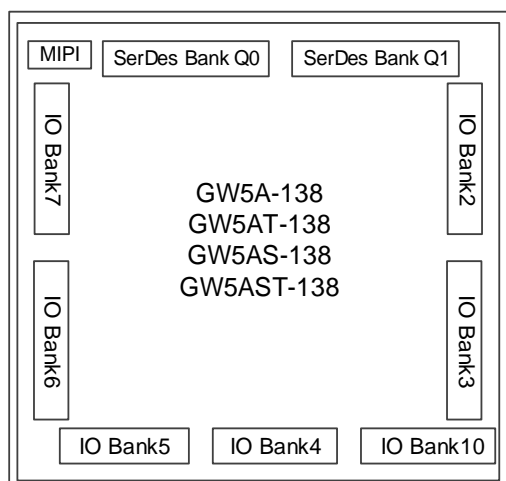 MIPI
SerDes Bank Q0
SerDes Bank Q1
IO Bank7
IO Bank2
GW5A-138
GW5AT-138
GW5AS-138
GW5AST-138
IO Bank6
IO Bank3
IO Bank5
IO Bank4
IO Bank10